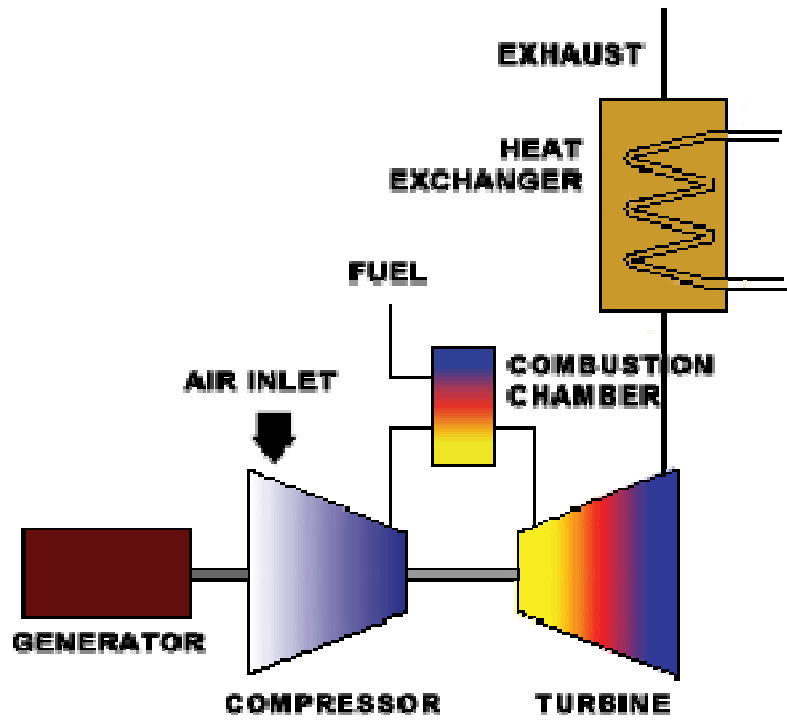 EXHAUST
HEAT
EXCHANGER
FUEL
COMBUSTION
CHAMBER
AIR INLET
GENERATOR
COMPRESSOR
TURBINE